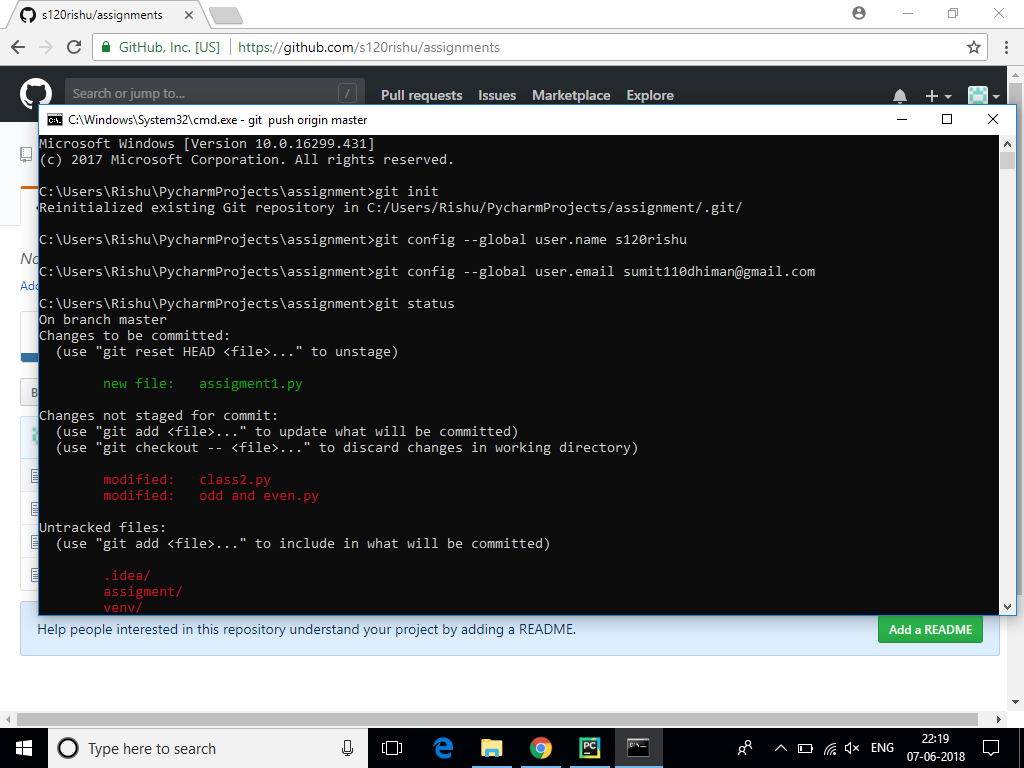 s120rishu/assignments
GitHub, Inc. [US] https://github.com/s120rishu/assignments
Search or jump to... /
Pull requests Issues Marketplace Explore
C:\Windows\System32\cmd.exe - git  push origin master
Microsoft Windows [Version 10.0.16299.431]
(c) 2017 Microsoft Corporation. All rights reserved.
C:\Users\Rishu\PycharmProjects\assignment>git init
Reinitialized existing Git repository in C:/Users/Rishu/PycharmProjects/assignment/.git/
C:\Users\Rishu\PycharmProjects\assignment>git config --global user.name s120rishu
C:\Users\Rishu\PycharmProjects\assignment>git config --global user.email sumit110dhiman@gmail.com
C:\Users\Rishu\PycharmProjects\assignment>git status
On branch master
Changes to be committed:
(use "git reset HEAD <file>..." to unstage)
new file:   assigment1.py
Changes not staged for commit:
(use "git add <file>..." to update what will be committed)
(use "git checkout -- <file>..." to discard changes in working directory)
modified:   class2.py
modified:   odd and even.py
Untracked files:
(use "git add <file>..." to include in what will be committed)
.idea/
assigment/
venv/
No
Add
B
Help people interested in this repository understand your project by adding a README.
Add a README
Type here to search
PC
ENG
22:19
07-06-2018